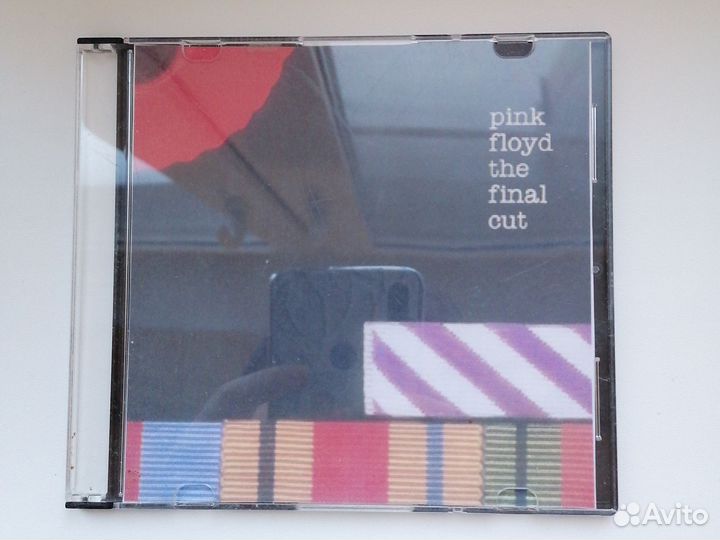 pink
floyd
the
final
cut
Avito